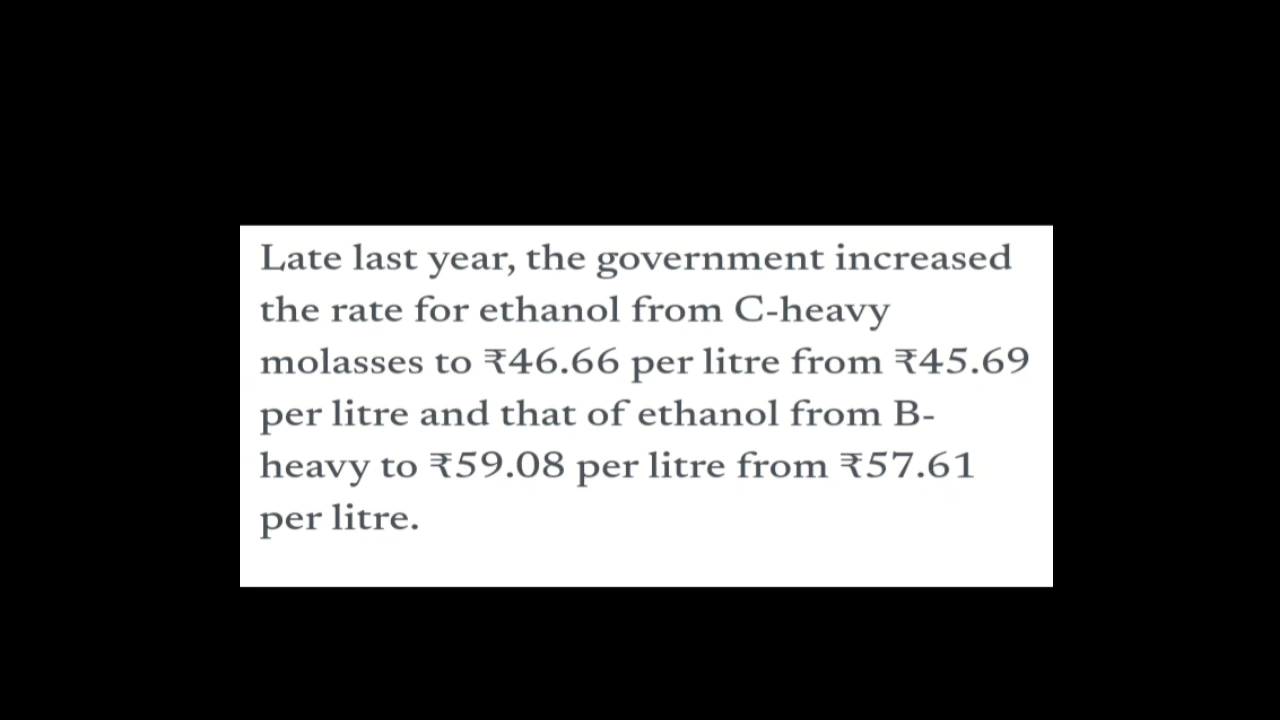 Late last year, the government increased
the rate for ethanol from C-heavy
molasses to ₹46.66 per litre from ₹45.69
per litre and that of ethanol from B-
heavy to ₹59.08 per litre from ₹57.61
per litre.